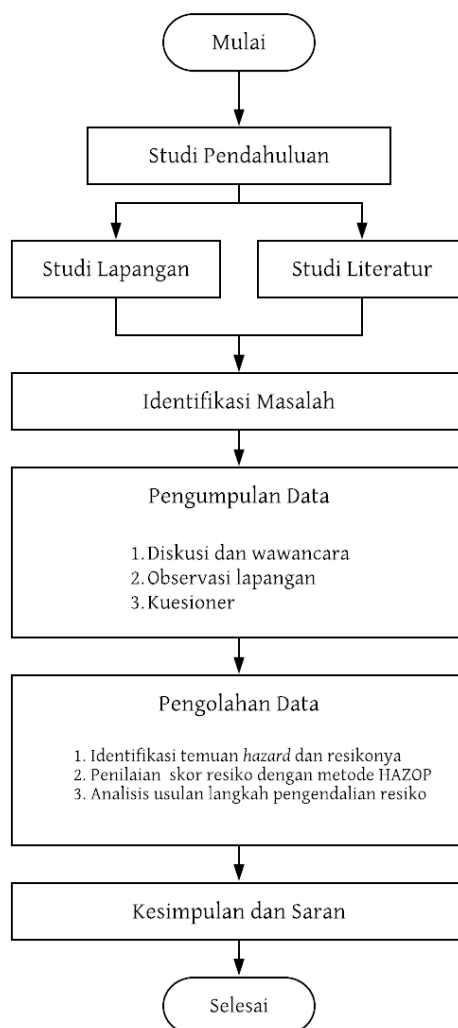 Mulai
Studi Pendahuluan
Studi Lapangan
Studi Literatur
Identifikasi Masalah
Pengumpulan Data
1. Diskusi dan wawancara
2. Observasi lapangan
3. Kuesioner
Pengolahan Data
1. Identifikasi temuan hazard dan resikonya
2. Penilaian skor resiko dengan metode HAZOP
3. Analisis usulan langkah pengendalian resiko
Kesimpulan dan Saran
Selesai